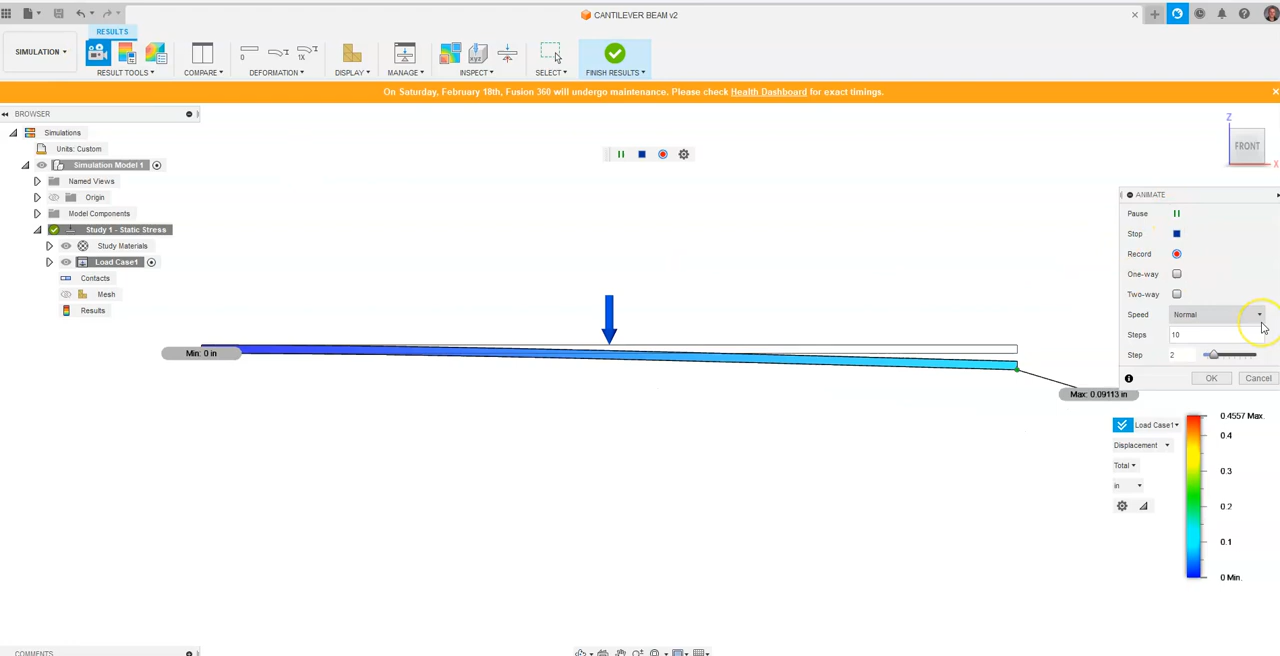 CANTILEVER BEAM v2
RESULTS
SIMULATION
0
1X
RESULT TOOLS
COMPARE
DEFORMATION
DISPLAY
MANAGE
INSPECT
SELECT
FINISH RESULTS
On Saturday, February 18th, Fusion 360 will undergo maintenance. Please check Health Dashboard for exact timings.
BROWSER
Simulations
Units: Custom
Simulation Model 1
Named Views
Origin
Model Components
Study 1 - Static Stress
Study Materials
Load Case1
Contacts
Mesh
Results
Z
FRONT
X
ANIMATE
Pause
Stop
Record
One-way
Two-way
Speed Normal
Steps 10
Step 2
OK Cancel
Min: 0 in
Max: 0.09113 in
Load Case1
Displacement
Total
in
0.4557 Max.
0.4
0.3
0.2
0.1
0 Min.
COMMENTS